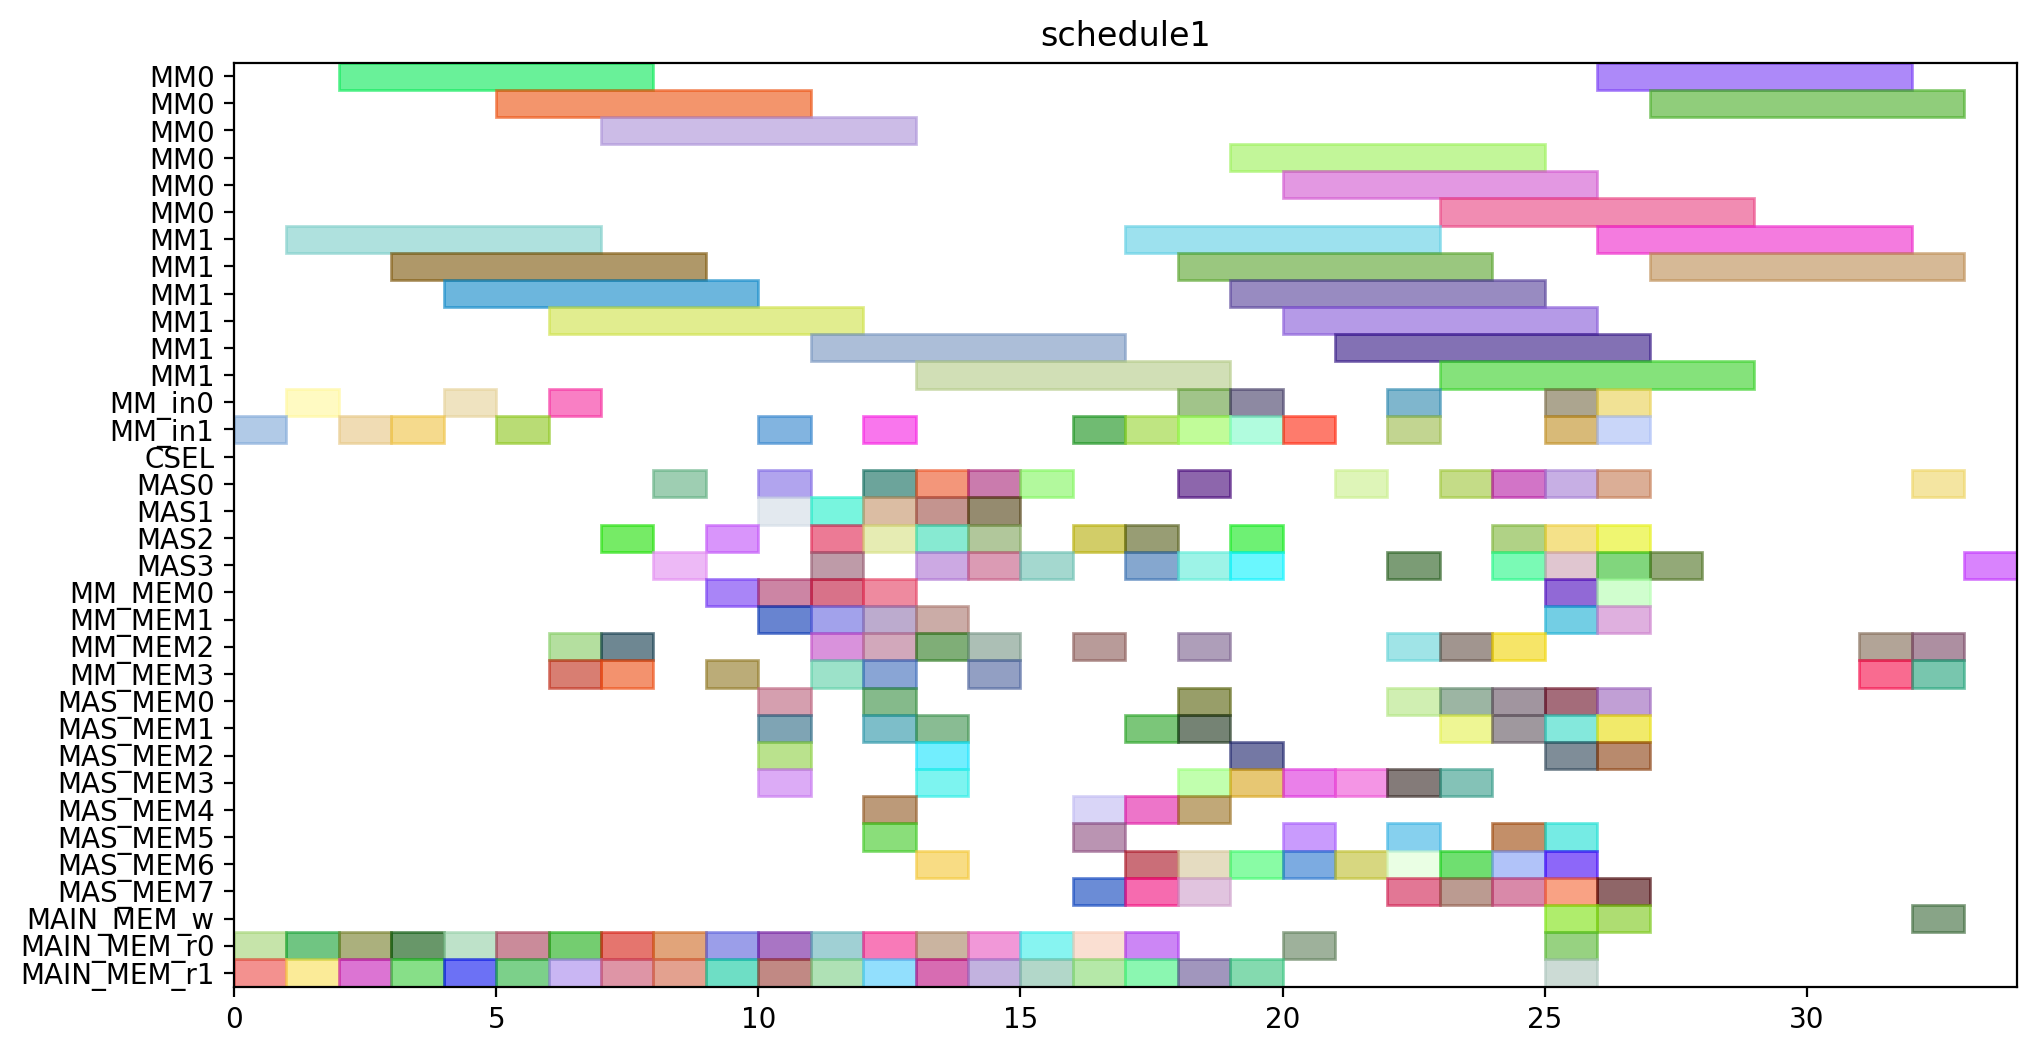 schedule1
MM0
MM0
MM0
MM0
MM0
MM0
MM1
MM1
MM1
MM1
MM1
MM1
MM_in0
MM_in1
CSEL
MAS0
MAS1
MAS2
MAS3
MM_MEM0
MM_MEM1
MM_MEM2
MM_MEM3
MAS_MEM0
MAS_MEM1
MAS_MEM2
MAS_MEM3
MAS_MEM4
MAS_MEM5
MAS_MEM6
MAS_MEM7
MAIN_MEM_w
MAIN_MEM_r0
MAIN_MEM_r1
0 5 10 15 20 25 30